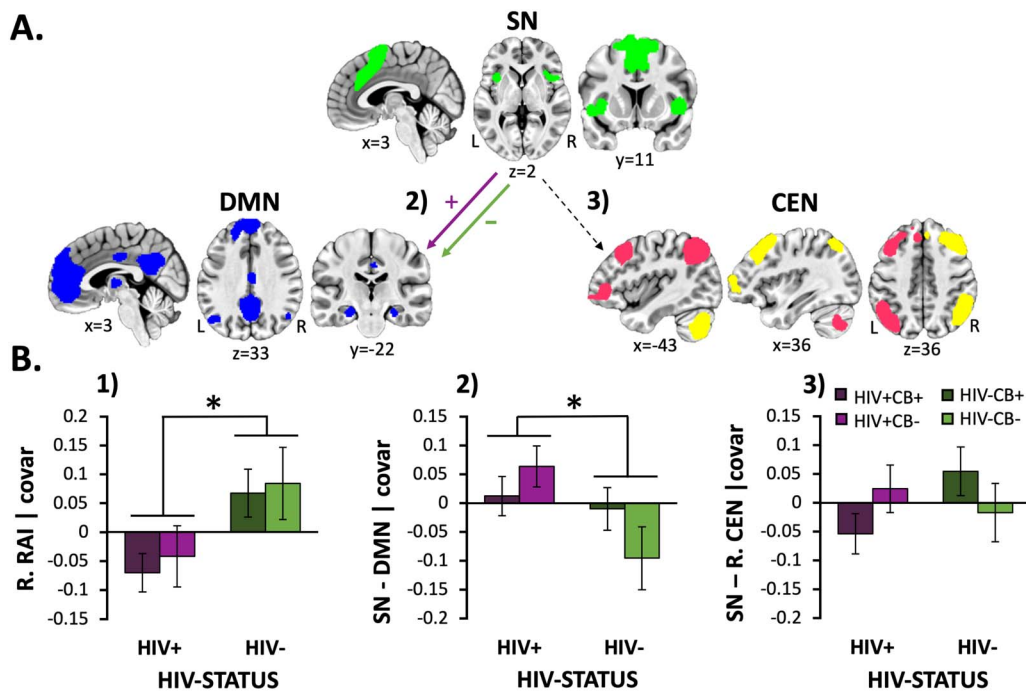 A.
SN
x=3
L
R
z=2
y=11
DMN
2)
+
−
3)
CEN
L
R
x=3
z=33
y=-22
L
R
x=-43
x=36
z=36
B.
1)
R. RAI | covar
0.2
0.15
0.1
0.05
0
-0.05
-0.1
-0.15
*
HIV+
HIV-
HIV-STATUS
2)
SN - DMN | covar
0.15
0.1
0.05
0
-0.05
-0.1
-0.15
-0.2
*
HIV+
HIV-
HIV-STATUS
3)
HIV+CB+
HIV-CB+
HIV+CB-
HIV-CB-
SN – R. CEN |covar
0.15
0.1
0.05
0
-0.05
-0.1
-0.15
-0.2
HIV+
HIV-
HIV-STATUS